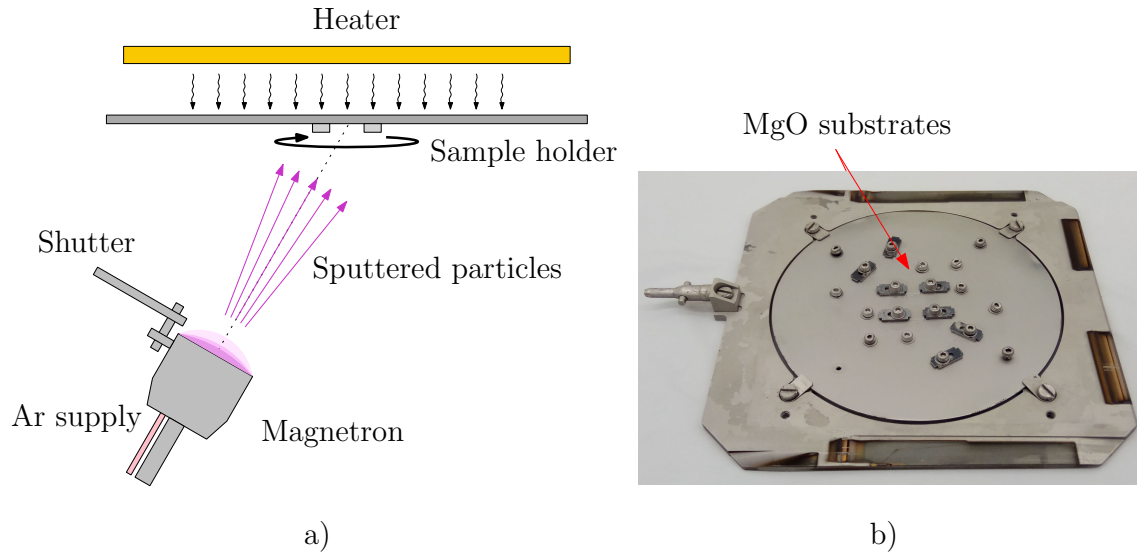 Heater
MgO substrates
Sample holder
Shutter
Sputtered particles
Ar supply
Magnetron
a)
b)